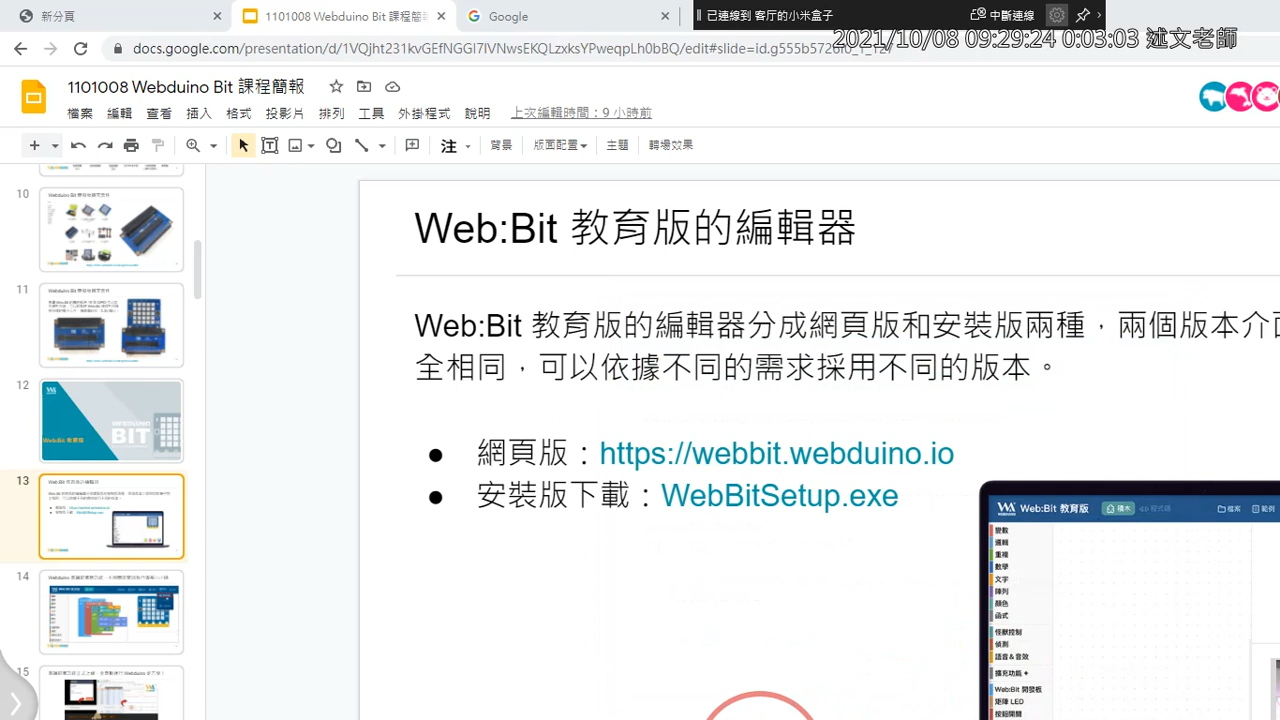 新分頁
1101008 Webduino Bit 課程簡
Google
已連線到 客厅的小米盒子
中斷連線
2021/10/08 09:29:24 0:03:03 述文老師
1101008 Webduino Bit 課程簡報
檔案 編輯 查看 插入 格式 投影片 排列 工具 外掛程式 說明 上次編輯時間：9 小時前
注 背景 版面配置 主題 轉場效果
10
11
12
13
14
15
Web:Bit 教育版的編輯器
Web:Bit 教育版的編輯器分成網頁版和安裝版兩種，兩個版本介
全相同，可以依據不同的需求採用不同的版本。
● 網頁版：https://webbit.webduino.io
● 安裝版下載：WebBitSetup.exe
Web:Bit 教育版 積木 程式碼 檔案 範例
變數
邏輯
重複
數學
文字
陣列
顏色
函式
怪獸控制
偵測
語音&音效
擴充功能 +
Web:Bit 開發板
矩陣 LED
按鈕開關